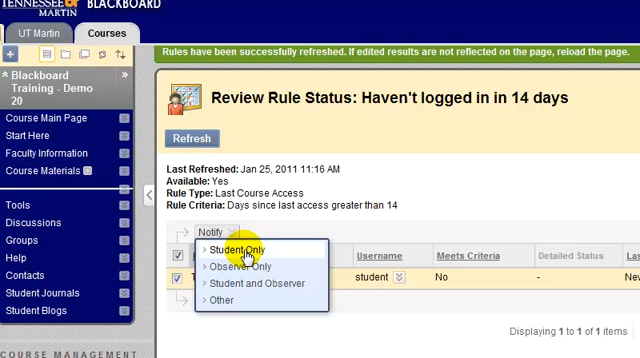 TENNESSEE
MARTIN
BLACKBOARD
UT Martin
Courses
Rules have been successfully refreshed. If edited results are not reflected on the page, reload the page.
Blackboard
Training - Demo
20
Course Main Page
Start Here
Faculty Information
Course Materials
Tools
Discussions
Groups
Help
Contacts
Student Journals
Student Blogs
COURSE MANAGEMENT
Review Rule Status: Haven't logged in in 14 days
Refresh
Last Refreshed: Jan 25, 2011 11:16 AM
Available: Yes
Rule Type: Last Course Access
Rule Criteria: Days since last access greater than 14
Notify
Student Only
Observer Only
Student and Observer
Other
Username Meets Criteria Detailed Status
student No -
Displaying 1 to 1 of 1 items